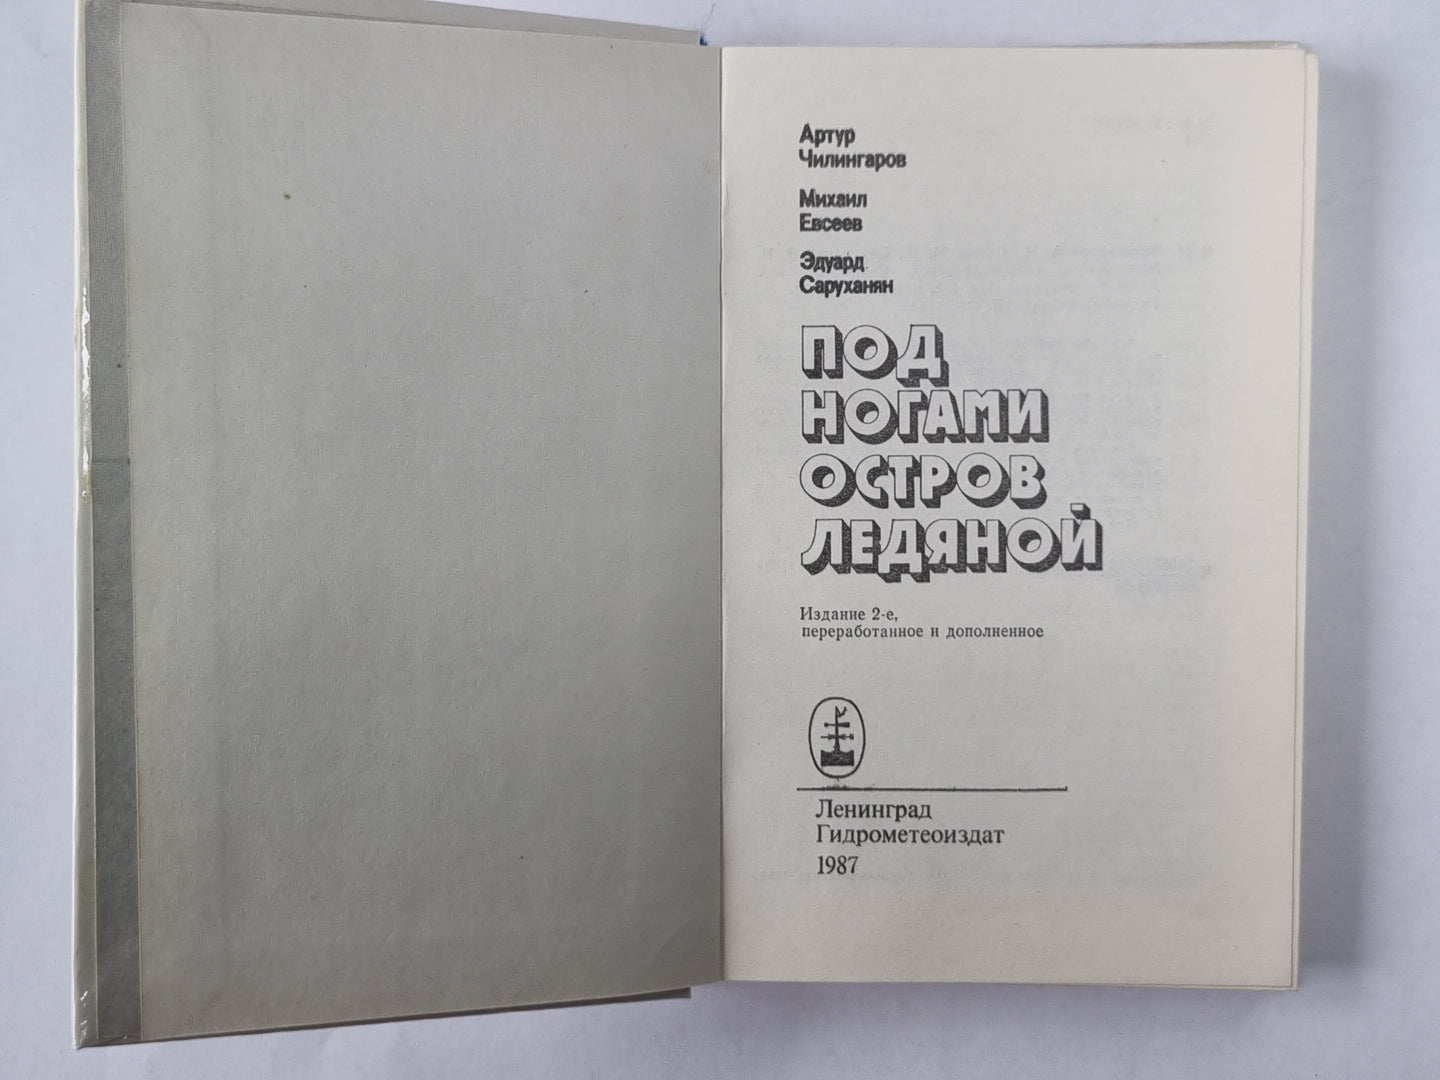 Артур
Чилингаров
Михаил
Евсеев
Эдуард
Саруханян
ПОД
НОГАМИ
ОСТРОВ
ЛЕДЯНОЙ
Издание 2-е,
переработанное и дополненное
Ленинград
Гидрометеоиздат
1987